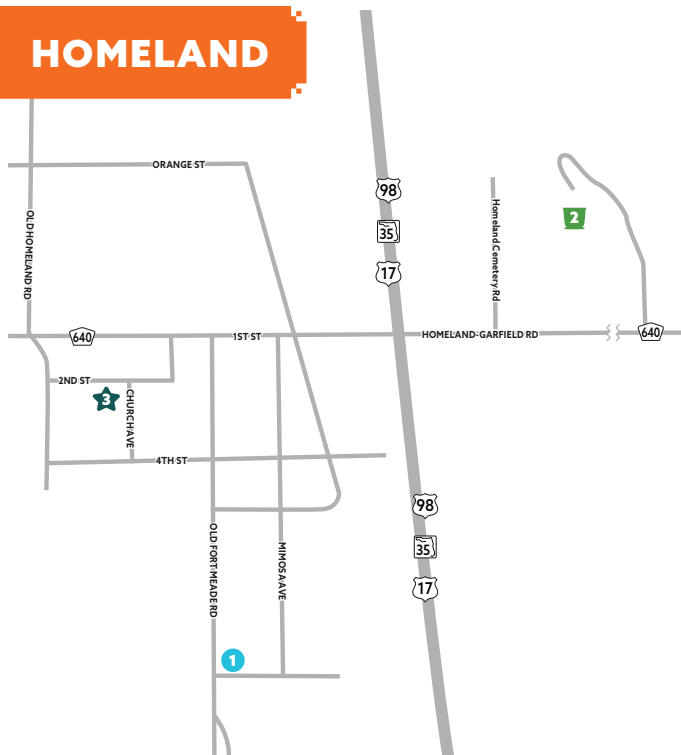 HOMELAND
ORANGE ST
98
35
17
OLD HOMELAND RD
Homeland Cemetery Rd
2
640
1ST ST
HOMELAND-GARFIELD RD
640
2ND ST
3
CHURCH AVE
4TH ST
98
35
17
OLD FORT MEADE RD
MIMOSA AVE
1